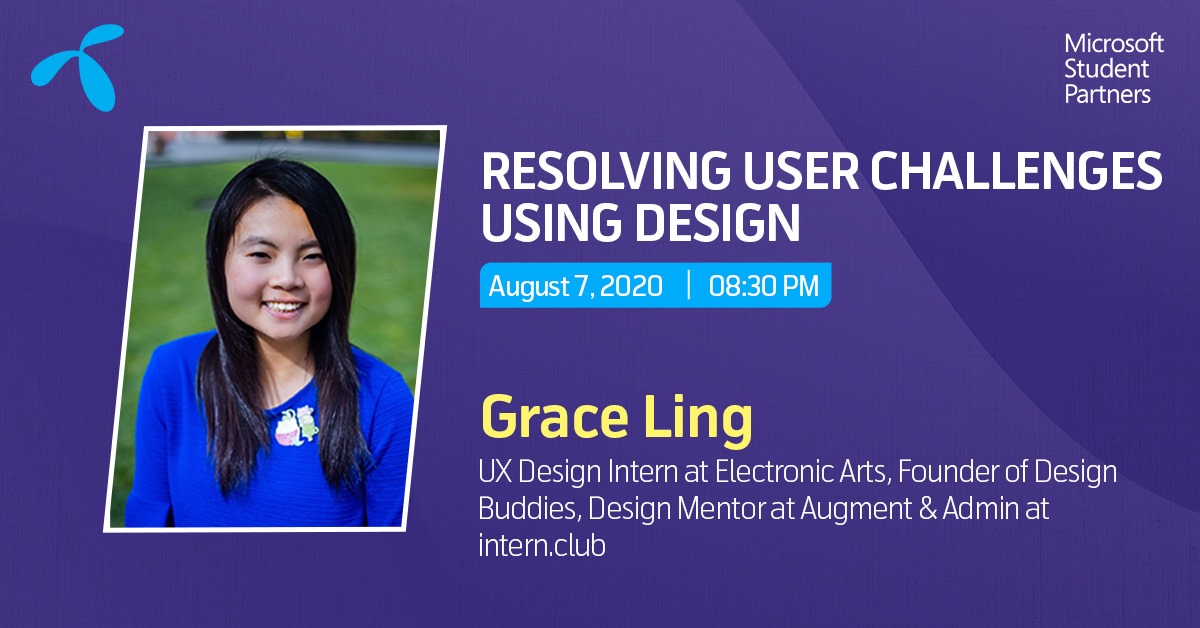 Microsoft
Student
Partners
RESOLVING USER CHALLENGES
USING DESIGN
August 7, 2020 | 08:30 PM
Grace Ling
UX Design Intern at Electronic Arts, Founder of Design
Buddies, Design Mentor at Augment & Admin at
intern.club